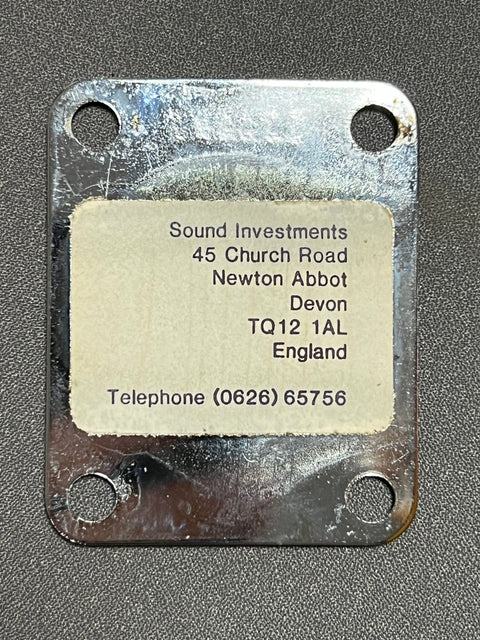 Sound Investments
45 Church Road
Newton Abbot
Devon
TQ12 1AL
England
Telephone (0626) 65756